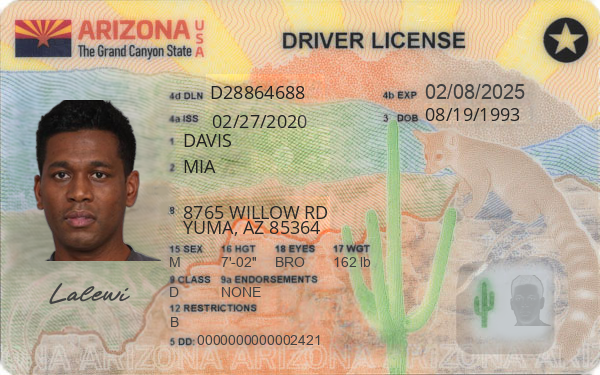 ARIZONA USA
The Grand Canyon State
DRIVER LICENSE
4d DLN D28864688 4b EXP 02/08/2025
4a ISS 02/27/2020 3 DOB 08/19/1993
1 DAVIS
2 MIA
8 8765 WILLOW RD
YUMA, AZ 85364
15 SEX 16 HGT 18 EYES 17 WGT
M 7'-02" BRO 162 lb
9 CLASS 9a ENDORSEMENTS
D NONE
12 RESTRICTIONS
B
5 DD: 0000000000002421
Lalewi
ARIZONA ARIZONA ARIZONA ARIZONA